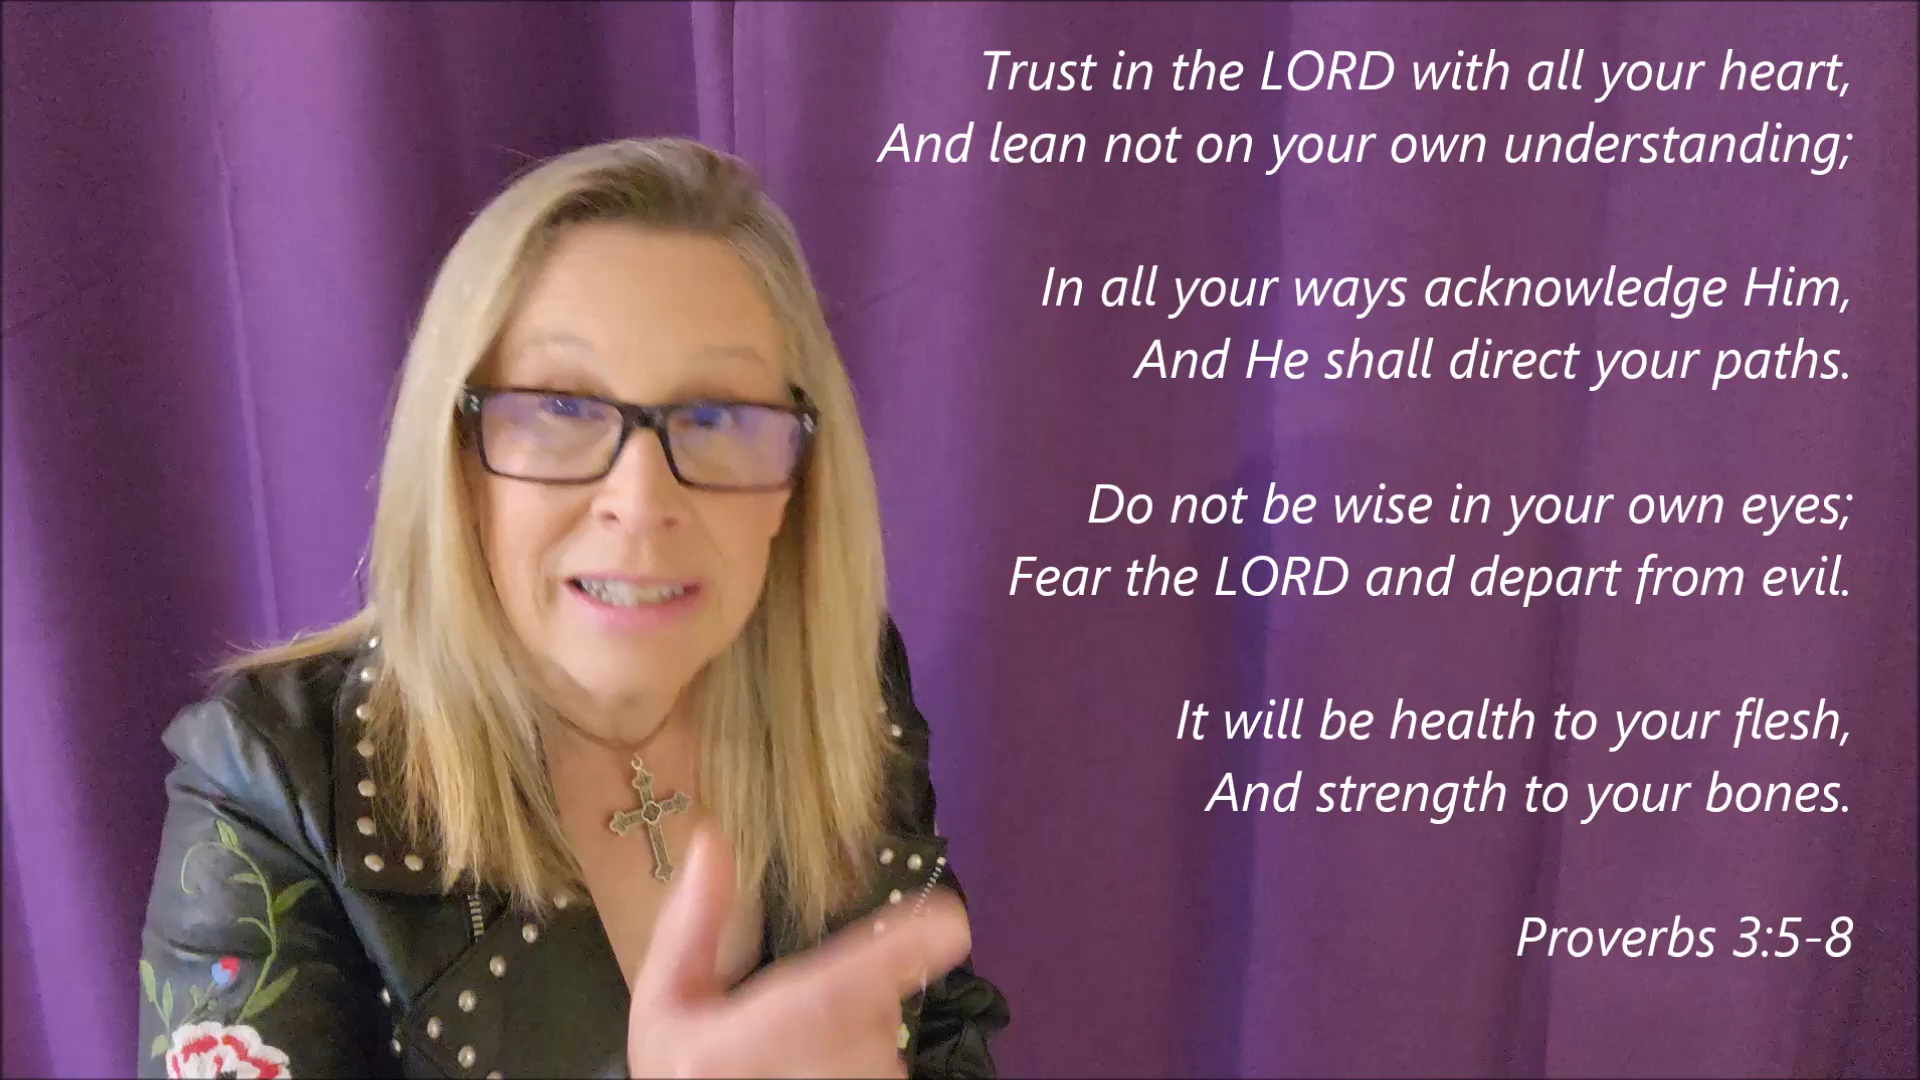 Trust in the LORD with all your heart,
And lean not on your own understanding;
In all your ways acknowledge Him,
And He shall direct your paths.
Do not be wise in your own eyes;
Fear the LORD and depart from evil.
It will be health to your flesh,
And strength to your bones.
Proverbs 3:5-8